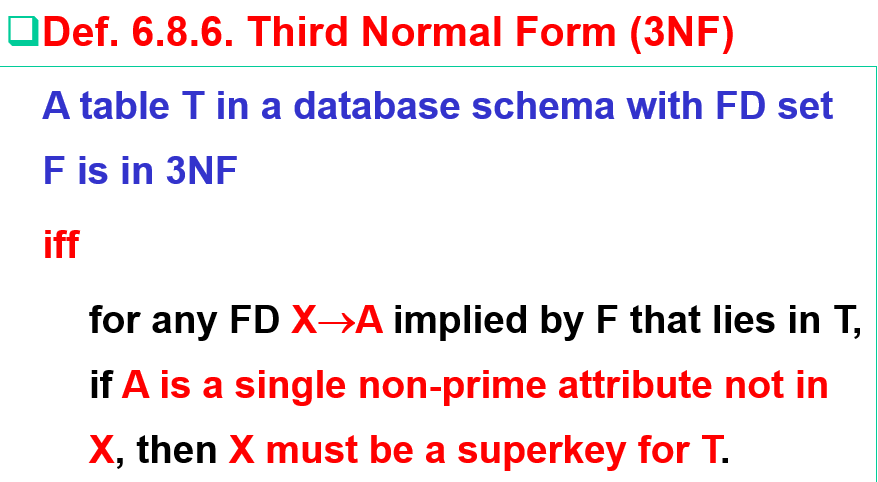 ❑Def. 6.8.6. Third Normal Form (3NF)
A table T in a database schema with FD set
F is in 3NF
iff
for any FD X→A implied by F that lies in T,
if A is a single non-prime attribute not in
X, then X must be a superkey for T.